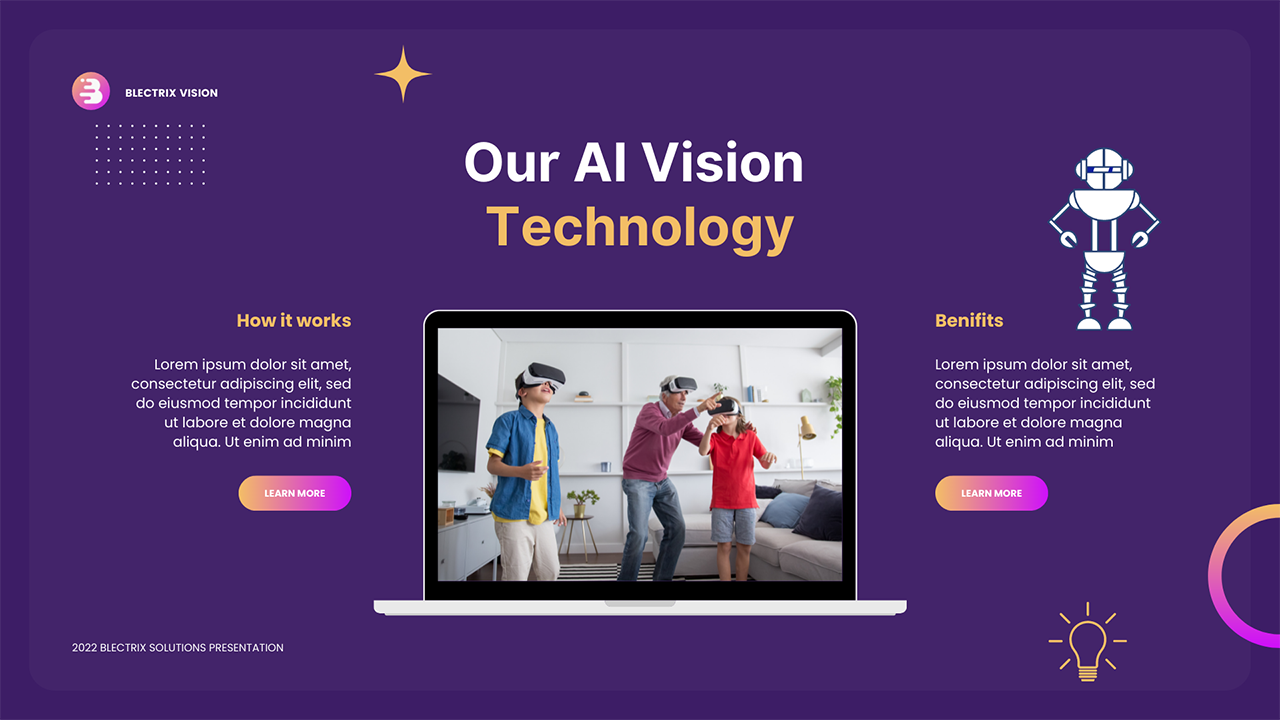 BLECTRIX VISION
Our AI Vision
Technology
How it works
Lorem ipsum dolor sit amet,
consectetur adipiscing elit, sed
do eiusmod tempor incididunt
ut labore et dolore magna
aliqua. Ut enim ad minim
LEARN MORE
Benifits
Lorem ipsum dolor sit amet,
consectetur adipiscing elit, sed
do eiusmod tempor incididunt
ut labore et dolore magna
aliqua. Ut enim ad minim
LEARN MORE
2022 BLECTRIX SOLUTIONS PRESENTATION